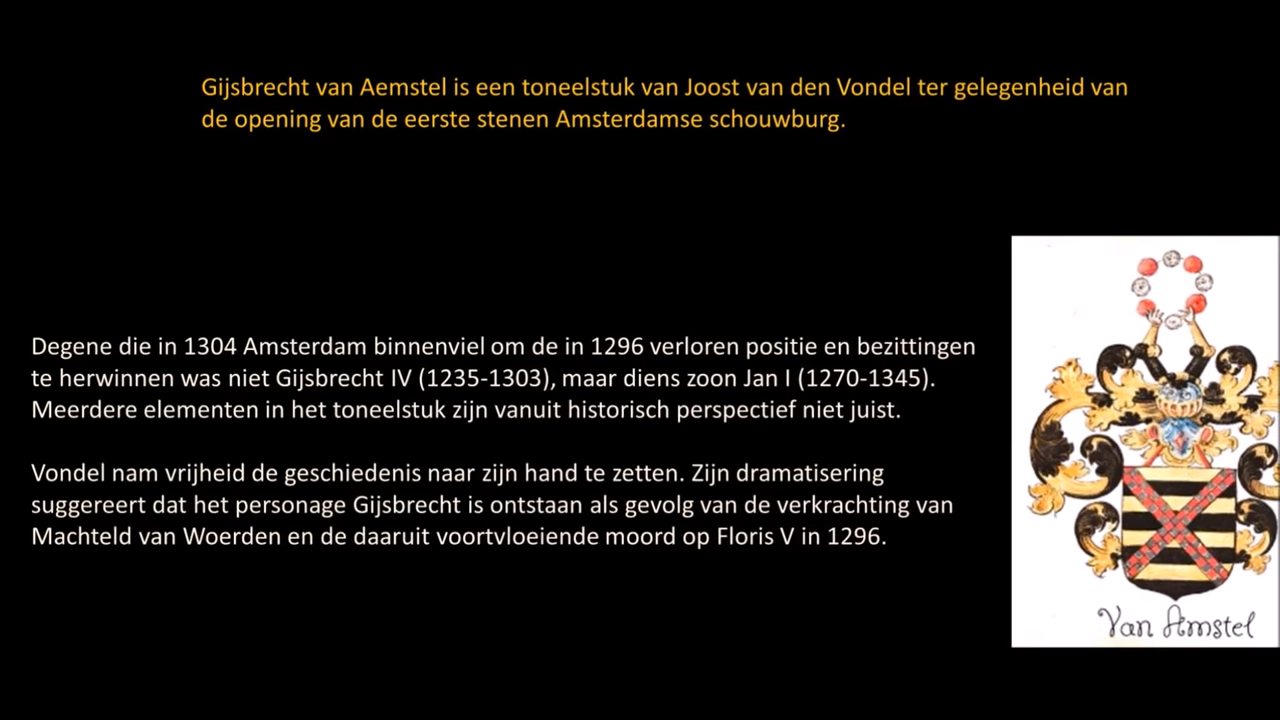 Gijsbrecht van Aemstel is een toneelstuk van Joost van den Vondel ter gelegenheid van
de opening van de eerste stenen Amsterdamse schouwburg.
Degene die in 1304 Amsterdam binnenviel om de in 1296 verloren positie en bezittingen
te herwinnen was niet Gijsbrecht IV (1235-1303), maar diens zoon Jan I (1270-1345).
Meerdere elementen in het toneelstuk zijn vanuit historisch perspectief niet juist.
Vondel nam vrijheid de geschiedenis naar zijn hand te zetten. Zijn dramatisering
suggereert dat het personage Gijsbrecht is ontstaan als gevolg van de verkrachting van
Machteld van Woerden en de daaruit voortvloeiende moord op Floris V in 1296.
Van Amstel